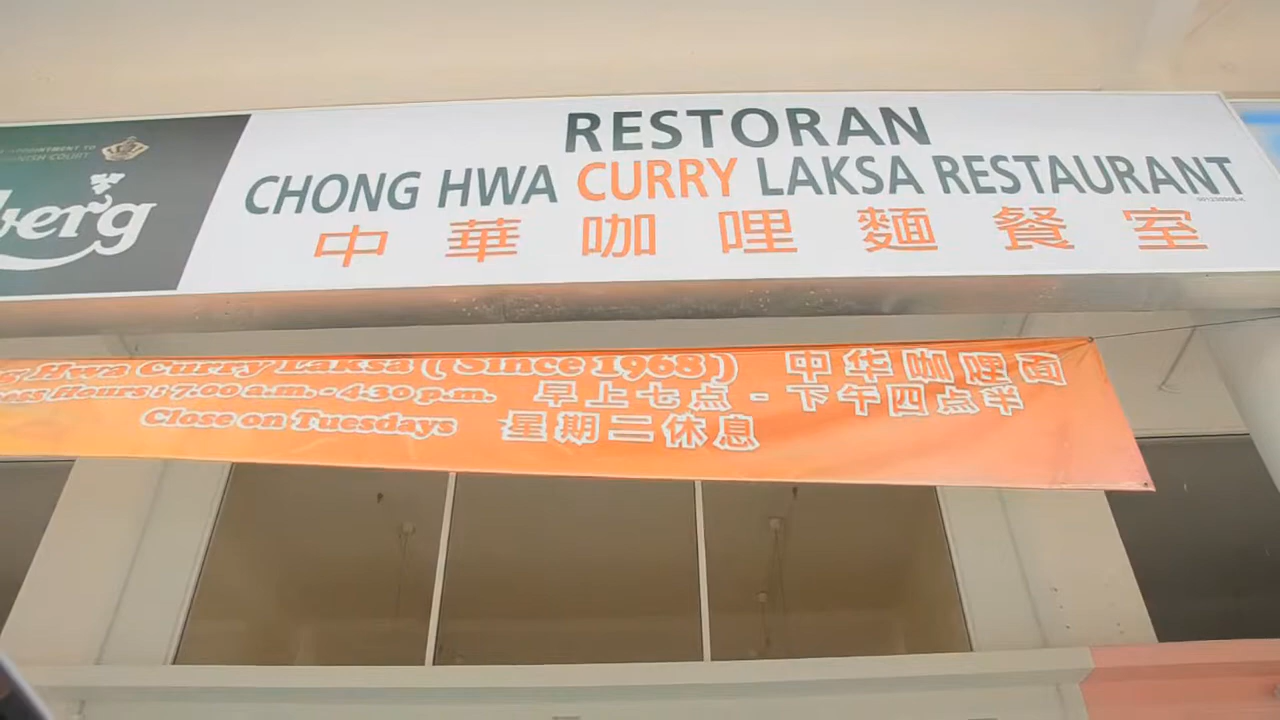 RESTORAN
CHONG HWA CURRY LAKSA RESTAURANT
中華咖哩麵餐室
berg
Hwa Curry Laksa (Since 1968) 中华咖哩面
Hours : 7.00 a.m. - 4.30 p.m. 早上七点 - 下午四点半
Close on Tuesdays 星期二休息